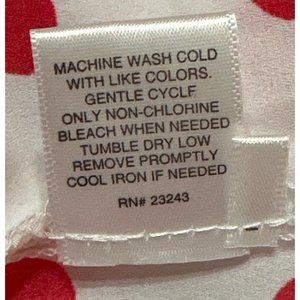 MACHINE WASH COLD
WITH LIKE COLORS.
GENTLE CYCLE
ONLY NON-CHLORINE
BLEACH WHEN NEEDED
TUMBLE DRY LOW
REMOVE PROMPTLY
COOL IRON IF NEEDED
RN# 23243